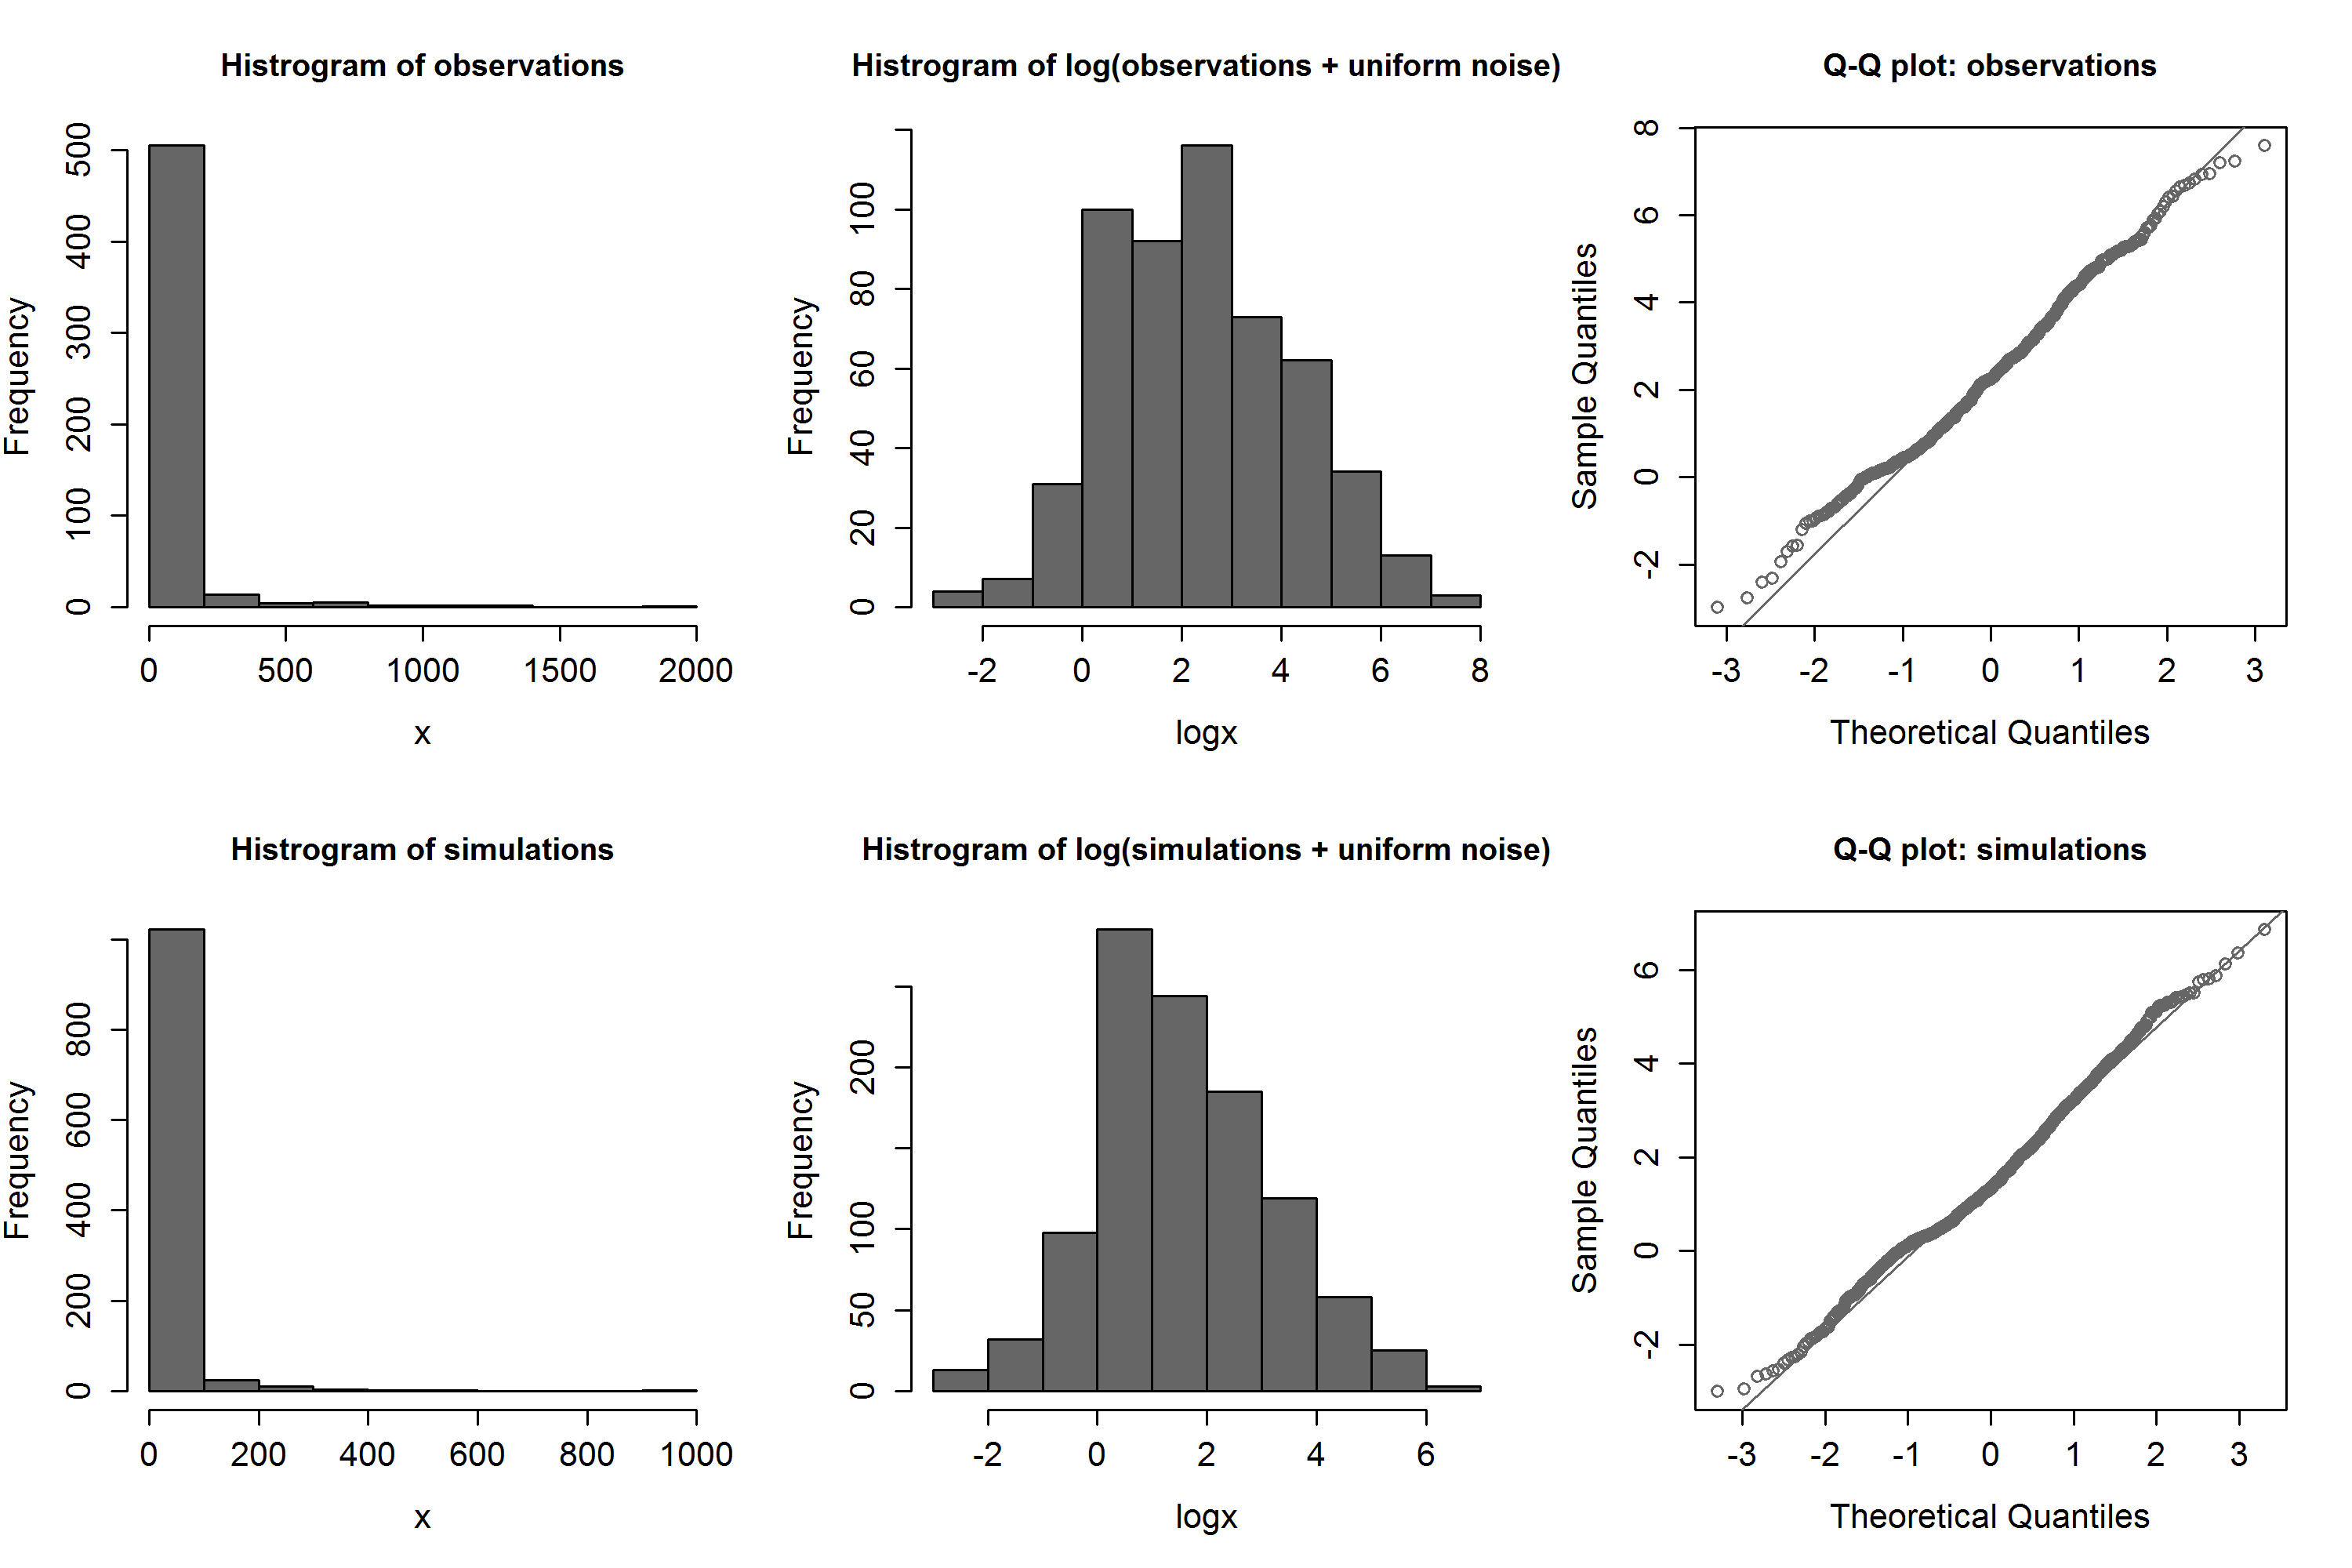 Histrogram of observations
Frequency
0 100 200 300 400 500
0 500 1000 1500 2000
x
Histrogram of log(observations + uniform noise)
Frequency
0 20 40 60 80 100
-2 0 2 4 6 8
logx
Q-Q plot: observations
Sample Quantiles
-2 0 2 4 6 8
-3 -2 -1 0 1 2 3
Theoretical Quantiles
Histrogram of simulations
Frequency
0 200 400 600 800
0 200 400 600 800 1000
x
Histrogram of log(simulations + uniform noise)
Frequency
0 50 100 200
-2 0 2 4 6
logx
Q-Q plot: simulations
Sample Quantiles
-2 0 2 4 6
-3 -2 -1 0 1 2 3
Theoretical Quantiles